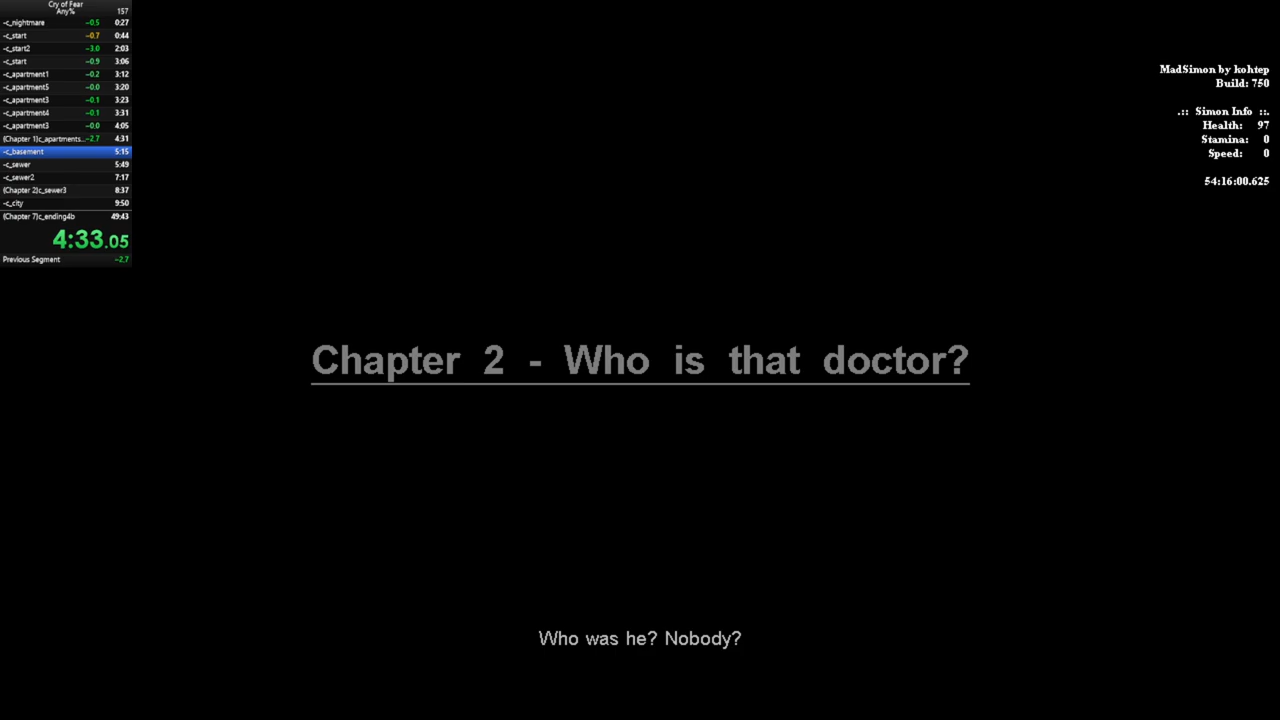 Cry of Fear
Any% 157
-c_nightmare -0.5 0:27
-c_start -0.7 0:44
-c_start2 -3.0 2:03
-c_start -0.9 3:06
-c_apartment1 -0.2 3:12
-c_apartment5 -0.0 3:20
-c_apartment3 -0.1 3:23
-c_apartment4 -0.1 3:31
-c_apartment3 -0.0 4:05
(Chapter 1)c_apartments... -2.7 4:31
-c_basement 5:15
-c_sewer 5:49
-c_sewer2 7:17
(Chapter 2)c_sewer3 8:37
-c_city 9:50
(Chapter 7)c_ending4b 49:43
4:33.05
Previous Segment -2.7
MadSimon by kohtep
Build: 750
.:: Simon Info ::.
Health: 97
Stamina: 0
Speed: 0
54:16:00.625
Chapter 2 - Who is that doctor?
Who was he? Nobody?